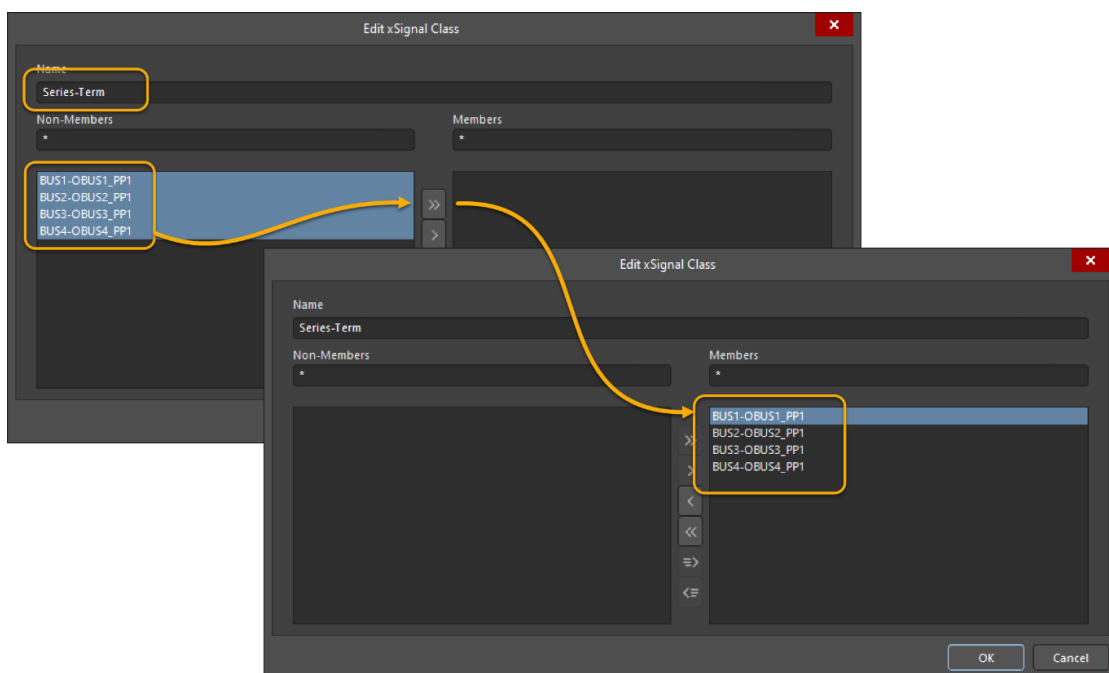 Edit xSignal Class
Name
Series-Term
Non-Members
Members
*
*
BUS1-OBUS1_PP1
BUS2-OBUS2_PP1
BUS3-OBUS3_PP1
BUS4-OBUS4_PP1
Edit xSignal Class
Name
Series-Term
Non-Members
Members
*
*
BUS1-OBUS1_PP1
BUS2-OBUS2_PP1
BUS3-OBUS3_PP1
BUS4-OBUS4_PP1
OK
Cancel